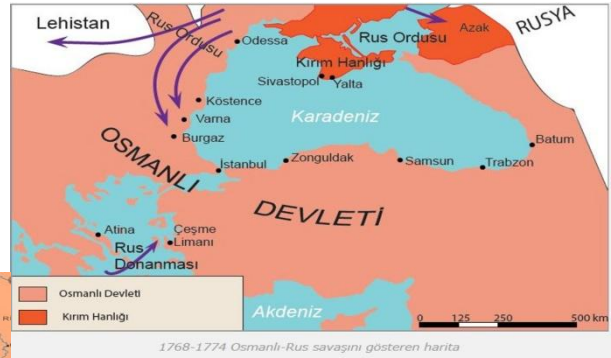 Lehistan
Rus Ordusu
Odessa
Rus Ordusu
Azak
RUSYA
Kırım Hanlığı
Sivastopol
Yalta
Köstence
Varna
Burgaz
Karadeniz
Batum
OSMANLI
İstanbul
Zonguldak
Samsun
Trabzon
DEVLETİ
Atina
Çeşme
Limanı
Rus
Donanması
Osmanlı Devleti
Kırım Hanlığı
Akdeniz
0 125 250 500 km
1768-1774 Osmanlı-Rus savaşını gösteren harita